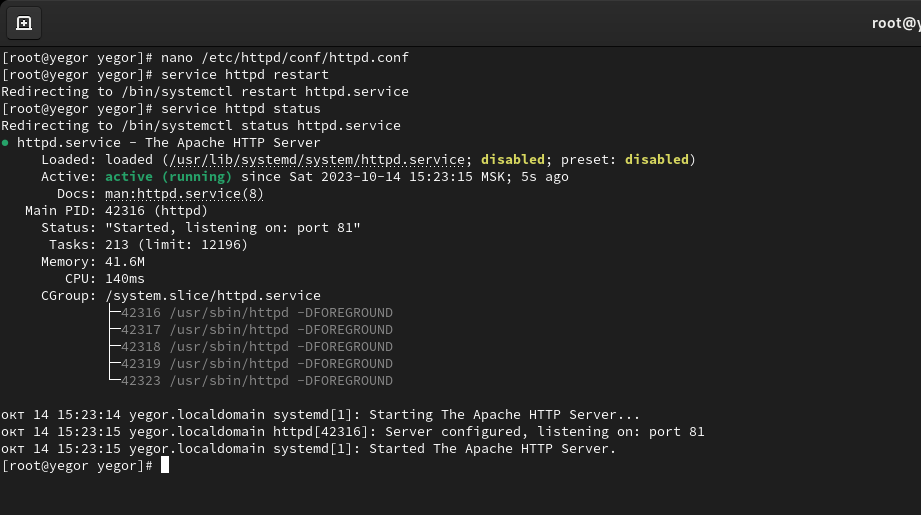 root@y
[root@yegor yegor]# nano /etc/httpd/conf/httpd.conf
[root@yegor yegor]# service httpd restart
Redirecting to /bin/systemctl restart httpd.service
[root@yegor yegor]# service httpd status
Redirecting to /bin/systemctl status httpd.service
● httpd.service - The Apache HTTP Server
Loaded: loaded (/usr/lib/systemd/system/httpd.service; disabled; preset: disabled)
Active: active (running) since Sat 2023-10-14 15:23:15 MSK; 5s ago
Docs: man:httpd.service(8)
Main PID: 42316 (httpd)
Status: "Started, listening on: port 81"
Tasks: 213 (limit: 12196)
Memory: 41.6M
CPU: 140ms
CGroup: /system.slice/httpd.service
├─42316 /usr/sbin/httpd -DFOREGROUND
├─42317 /usr/sbin/httpd -DFOREGROUND
├─42318 /usr/sbin/httpd -DFOREGROUND
├─42319 /usr/sbin/httpd -DFOREGROUND
└─42323 /usr/sbin/httpd -DFOREGROUND
окт 14 15:23:14 yegor.localdomain systemd[1]: Starting The Apache HTTP Server...
окт 14 15:23:15 yegor.localdomain httpd[42316]: Server configured, listening on: port 81
окт 14 15:23:15 yegor.localdomain systemd[1]: Started The Apache HTTP Server.
[root@yegor yegor]#